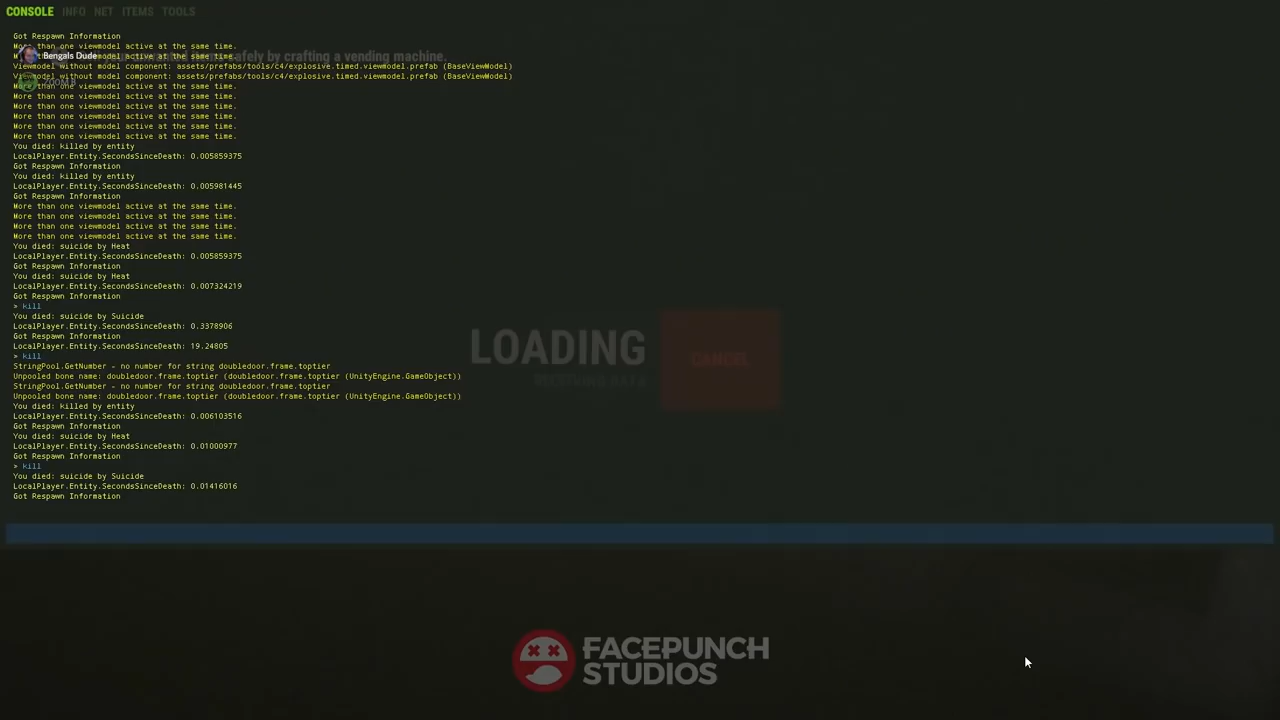 CONSOLE INFO NET ITEMS TOOLS
Got Respawn Information
More than one viewmodel active at the same time.
Bengals Dude
safely by crafting a vending machine.
Viewmodel without model component: assets/prefabs/tools/c4/explosive.timed.viewmodel.prefab (BaseViewModel)
Viewmodel without model component: assets/prefabs/tools/c4/explosive.timed.viewmodel.prefab (BaseViewModel)
More than one viewmodel active at the same time.
More than one viewmodel active at the same time.
More than one viewmodel active at the same time.
More than one viewmodel active at the same time.
More than one viewmodel active at the same time.
More than one viewmodel active at the same time.
You died: killed by entity
LocalPlayer.Entity.SecondsSinceDeath: 0.005859375
Got Respawn Information
You died: killed by entity
LocalPlayer.Entity.SecondsSinceDeath: 0.005981445
Got Respawn Information
More than one viewmodel active at the same time.
More than one viewmodel active at the same time.
More than one viewmodel active at the same time.
More than one viewmodel active at the same time.
You died: suicide by Heat
LocalPlayer.Entity.SecondsSinceDeath: 0.005859375
Got Respawn Information
You died: suicide by Heat
LocalPlayer.Entity.SecondsSinceDeath: 0.007324219
Got Respawn Information
> kill
You died: suicide by Suicide
LocalPlayer.Entity.SecondsSinceDeath: 0.3378906
Got Respawn Information
LocalPlayer.Entity.SecondsSinceDeath: 19.24805
> kill
StringPool.GetNumber - no number for string doubledoor.frame.toptier
Unpooled bone name: doubledoor.frame.toptier (doubledoor.frame.toptier (UnityEngine.GameObject))
StringPool.GetNumber - no number for string doubledoor.frame.toptier
Unpooled bone name: doubledoor.frame.toptier (doubledoor.frame.toptier (UnityEngine.GameObject))
You died: killed by entity
LocalPlayer.Entity.SecondsSinceDeath: 0.006103516
Got Respawn Information
You died: suicide by Heat
LocalPlayer.Entity.SecondsSinceDeath: 0.01000977
Got Respawn Information
> kill
You died: suicide by Suicide
LocalPlayer.Entity.SecondsSinceDeath: 0.01416016
Got Respawn Information
LOADING
CANCEL
FACEPUNCH
STUDIOS